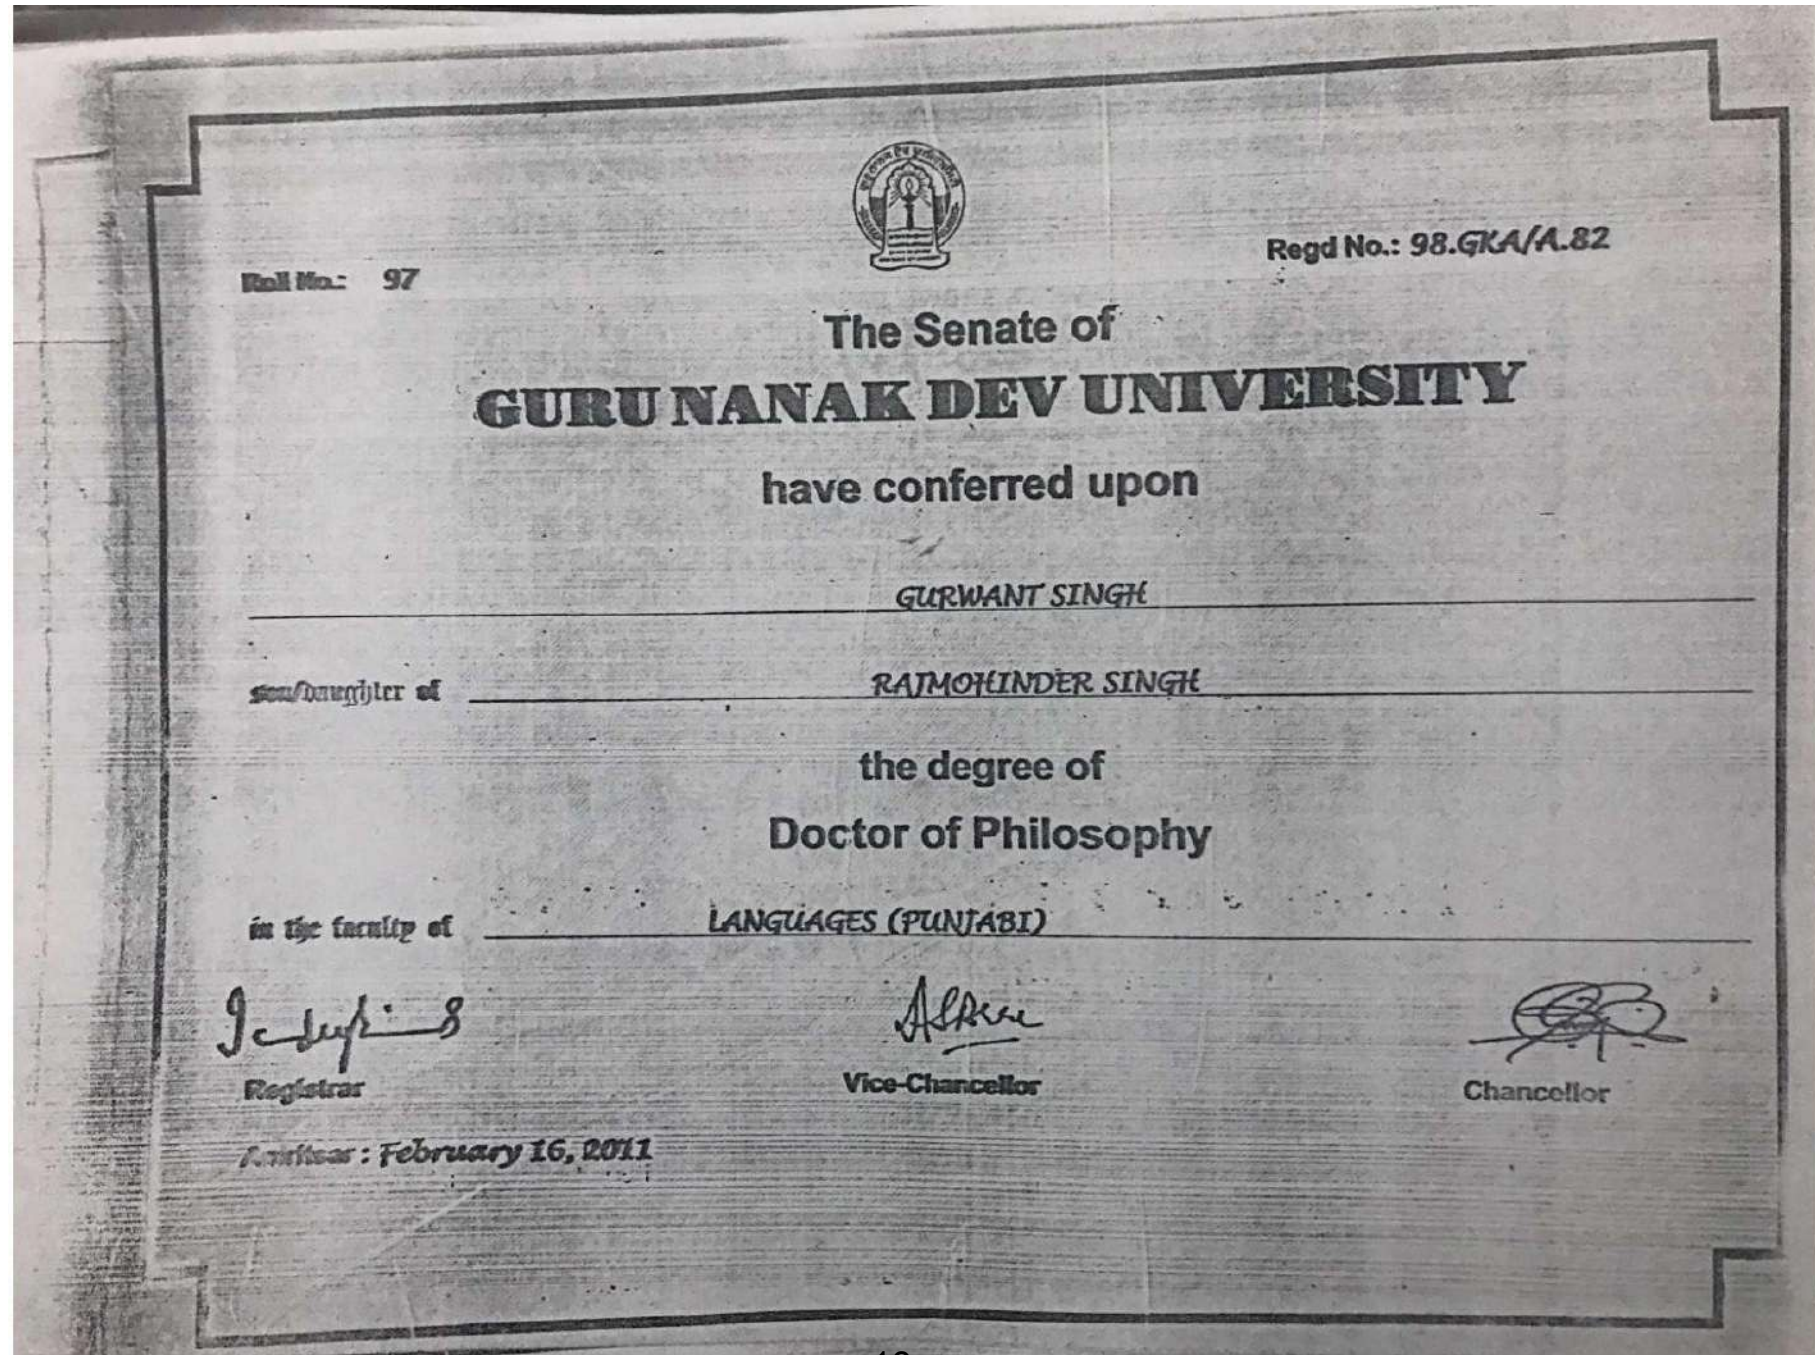 Roll No.: 97
Regd No.: 98.GKA/A.82
The Senate of
GURU NANAK DEV UNIVERSITY
have conferred upon
GURWANT SINGH
son/Daughter of RAJMOHINDER SINGH
the degree of
Doctor of Philosophy
in the faculty of LANGUAGES (PUNJABI)
Registrar
Vice-Chancellor
Chancellor
Amritsar : February 16, 2011